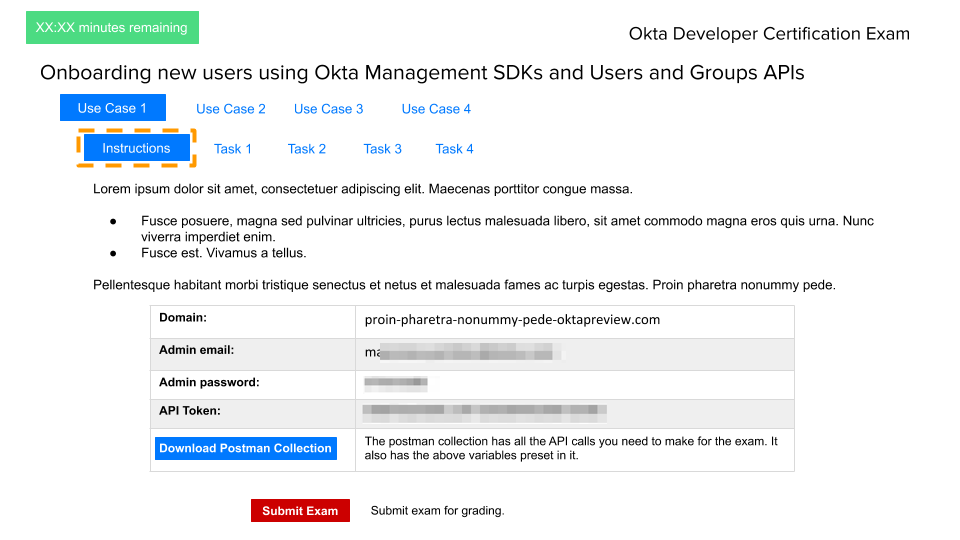 XX:XX minutes remaining
Okta Developer Certification Exam
Onboarding new users using Okta Management SDKs and Users and Groups APIs
Use Case 1 Use Case 2 Use Case 3 Use Case 4
Instructions Task 1 Task 2 Task 3 Task 4
Lorem ipsum dolor sit amet, consectetuer adipiscing elit. Maecenas porttitor congue massa.
● Fusce posuere, magna sed pulvinar ultricies, purus lectus malesuada libero, sit amet commodo magna eros quis urna. Nunc
viverra imperdiet enim.
● Fusce est. Vivamus a tellus.
Pellentesque habitant morbi tristique senectus et netus et malesuada fames ac turpis egestas. Proin pharetra nonummy pede.
Domain: proin-pharetra-nonummy-pede-oktapreview.com
Admin email:
Admin password:
API Token:
Download Postman Collection
The postman collection has all the API calls you need to make for the exam. It
also has the above variables preset in it.
Submit Exam Submit exam for grading.